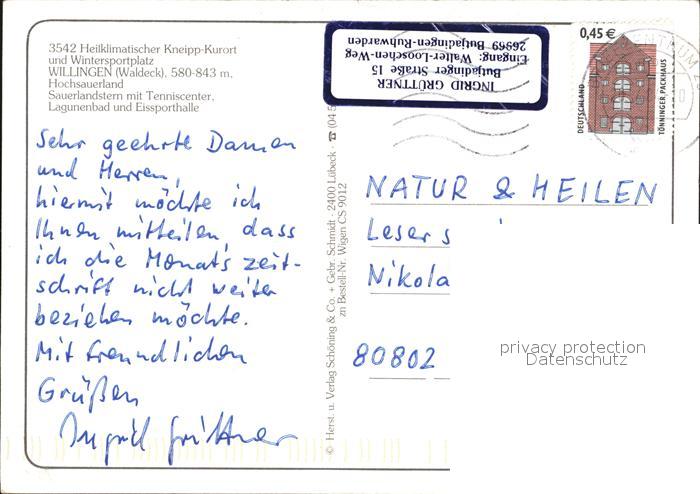 3542 Heilklimatischer Kneipp-Kurort
und Wintersportplatz
WILLINGEN (Waldeck), 580-843 m,
Hochsauerland
Sauerlandstern mit Tenniscenter,
Lagunenbad und Eissporthalle
Sehr geehrte Damen
und Herren,
hiermit möchte ich
Ihnen mitteilen, dass
ich die Monatszeit-
schrift nicht weiter
beziehen möchte.
Mit freundlichen
Grüßen
Ingrid Grüttner
© Herst. u. Verlag Schöning & Co. + Gebr. Schmidt · 2400 Lübeck · ☎ (04 5
zu Bestell-Nr. Wigen CS 9012
INGRID GRÜTTNER
Butjadinger Straße 15
Eingang: Walter-Looschen-Weg
26969 Butjadingen-Ruhwarden
0,45 €
DEUTSCHLAND
TÖNNINGER PACKHAUS
NATUR & HEILEN
Lesers
Nikola
80802
privacy protection
Datenschutz